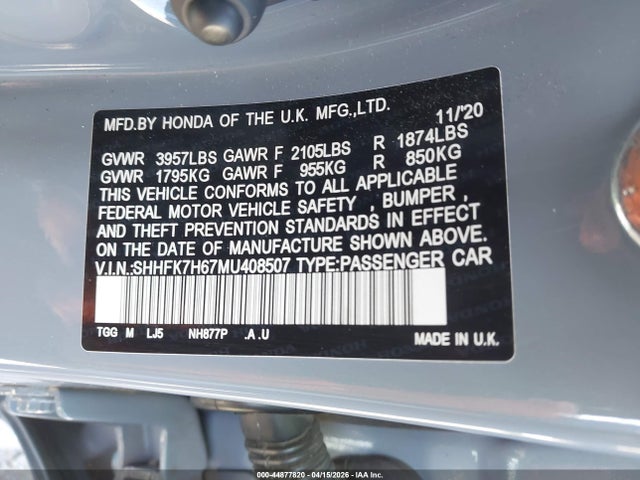 MFD.BY HONDA OF THE U.K. MFG.,LTD. 11/'20
GVWR 3957LBS GAWR F 2105LBS R 1874LBS
GVWR 1795KG GAWR F 955KG R 850KG
THIS VEHICLE CONFORMS TO ALL APPLICABLE
FEDERAL MOTOR VEHICLE SAFETY , BUMPER ,
AND THEFT PREVENTION STANDARDS IN EFFECT
ON THE DATE OF MANUFACTURE SHOWN ABOVE.
V.I.N.:SHHFK7H67MU408507 TYPE:PASSENGER CAR
TGG M LJ5 NH877P .A.U MADE IN U.K.
000-44877820 - 04/15/2026 - IAA Inc.